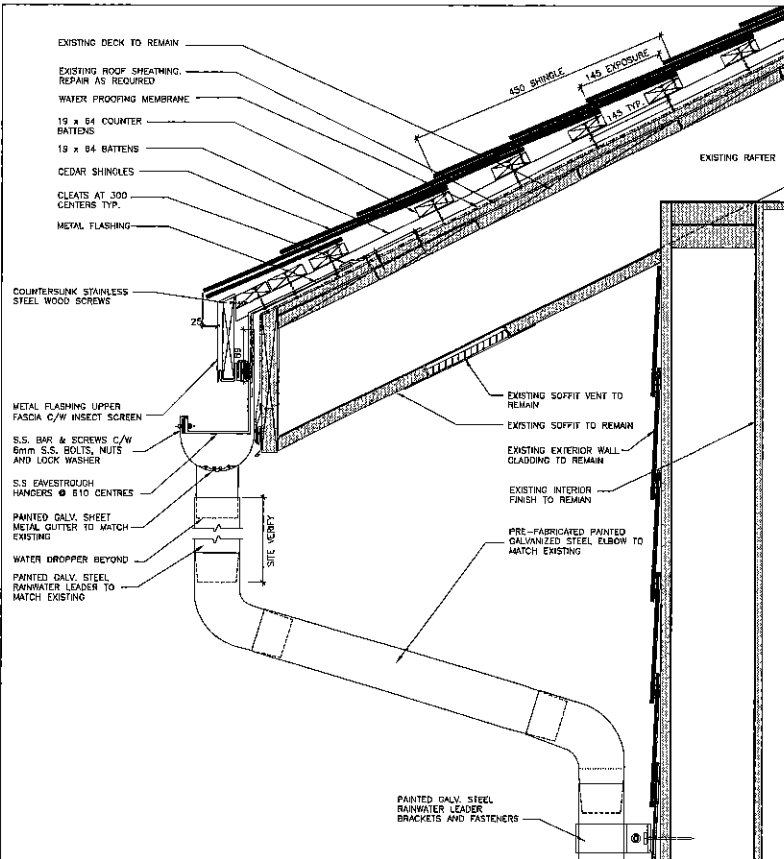 EXISTING DECK TO REMAIN
EXISTING ROOF SHEATHING.
REPAIR AS REQUIRED
WATER PROOFING MEMBRANE
19 x 64 COUNTER
BATTENS
19 x 84 BATTENS
CEDAR SHINGLES
CLEATS AT 300
CENTERS TYP.
METAL FLASHING
COUNTERSUNK STAINLESS
STEEL WOOD SCREWS
450 SHINGLE
145 EXPOSURE
145 TYP.
EXISTING RAFTER
25
89
METAL FLASHING UPPER
FASCIA C/W INSECT SCREEN
S.S. BAR & SCREWS C/W
6mm S.S. BOLTS, NUTS
AND LOCK WASHER
S.S EAVESTROUGH
HANGERS @ 610 CENTRES
PAINTED GALV. SHEET
METAL GUTTER TO MATCH
EXISTING
WATER DROPPER BEYOND
PAINTED GALV. STEEL
RAINWATER LEADER TO
MATCH EXISTING
SITE VERIFY
EXISTING SOFFIT VENT TO
REMAIN
EXISTING SOFFIT TO REMAIN
EXISTING EXTERIOR WALL
CLADDING TO REMAIN
EXISTING INTERIOR
FINISH TO REMIAN
PRE-FABRICATED PAINTED
GALVANIZED STEEL ELBOW TO
MATCH EXISTING
PAINTED GALV. STEEL
RAINWATER LEADER
BRACKETS AND FASTENERS